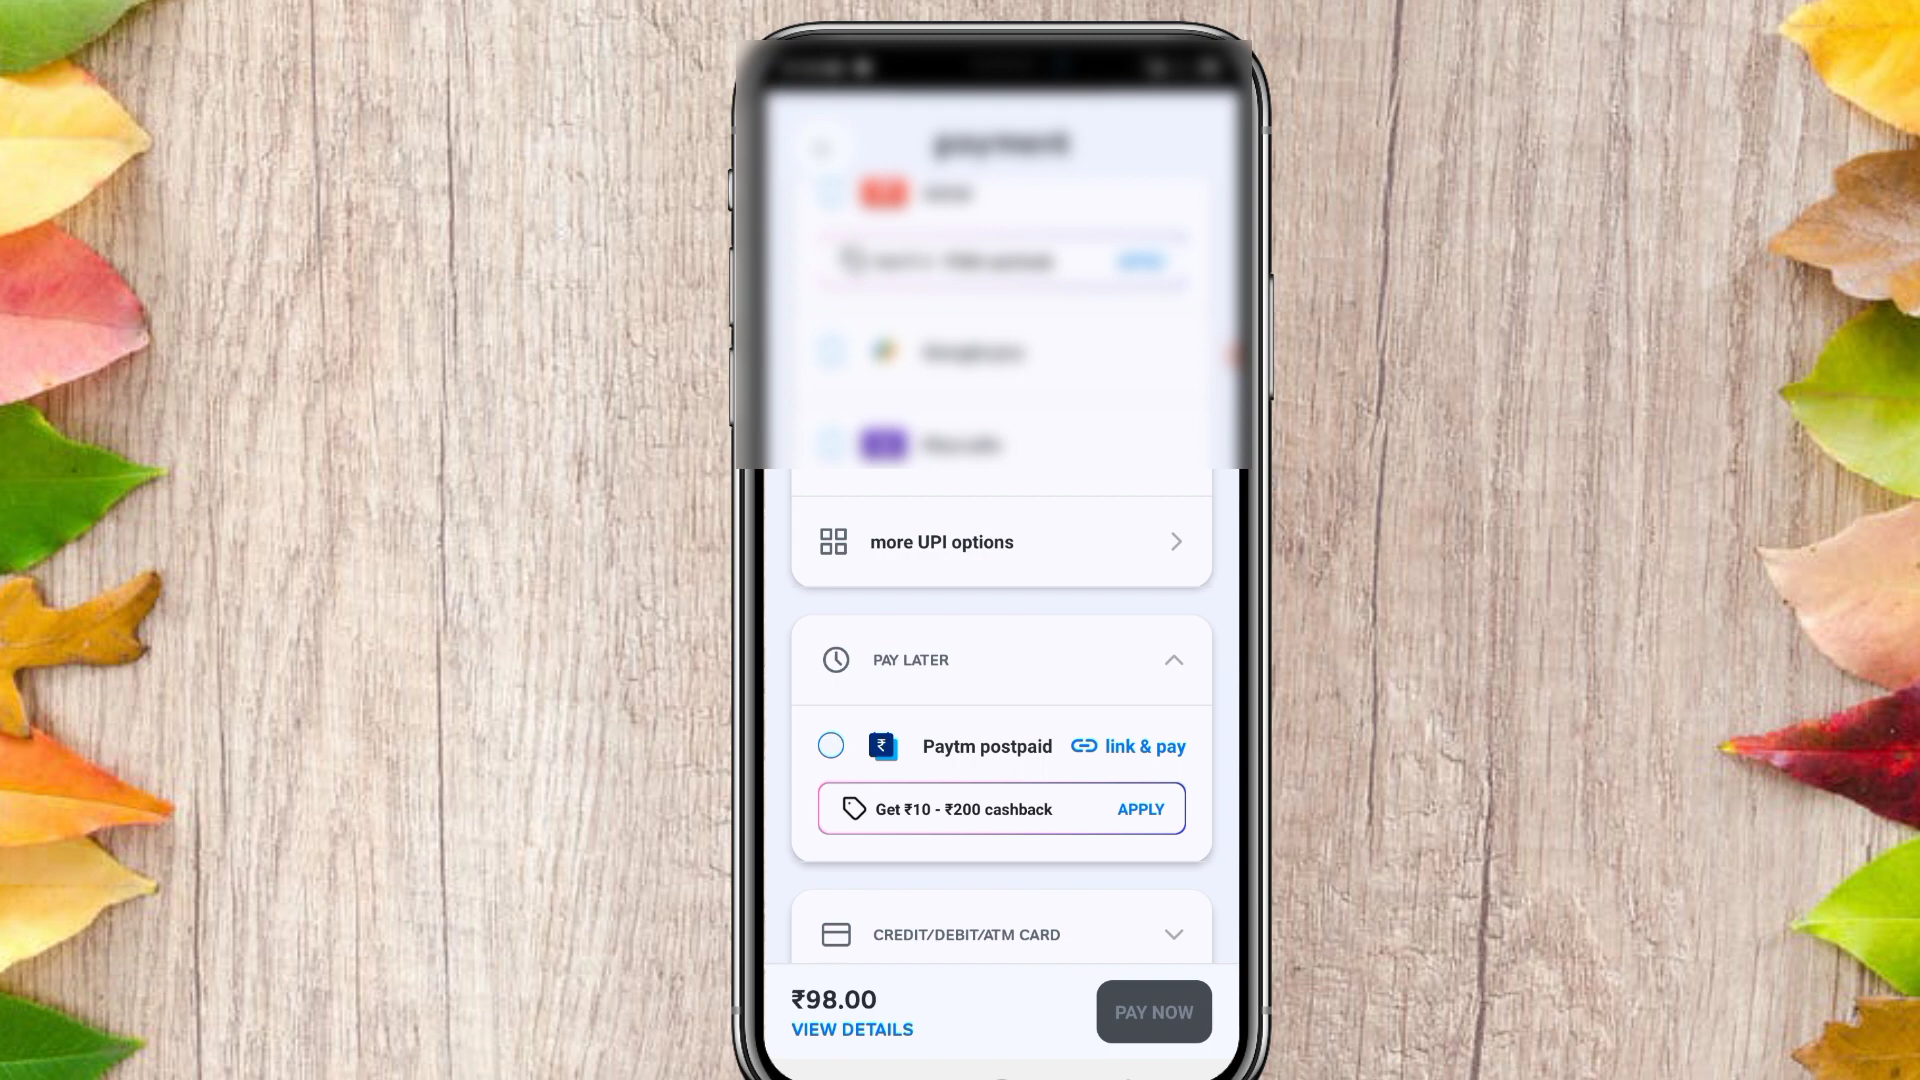 payment
more UPI options
PAY LATER
₹
Paytm postpaid
link & pay
Get ₹10 - ₹200 cashback
APPLY
CREDIT/DEBIT/ATM CARD
₹98.00
VIEW DETAILS
PAY NOW